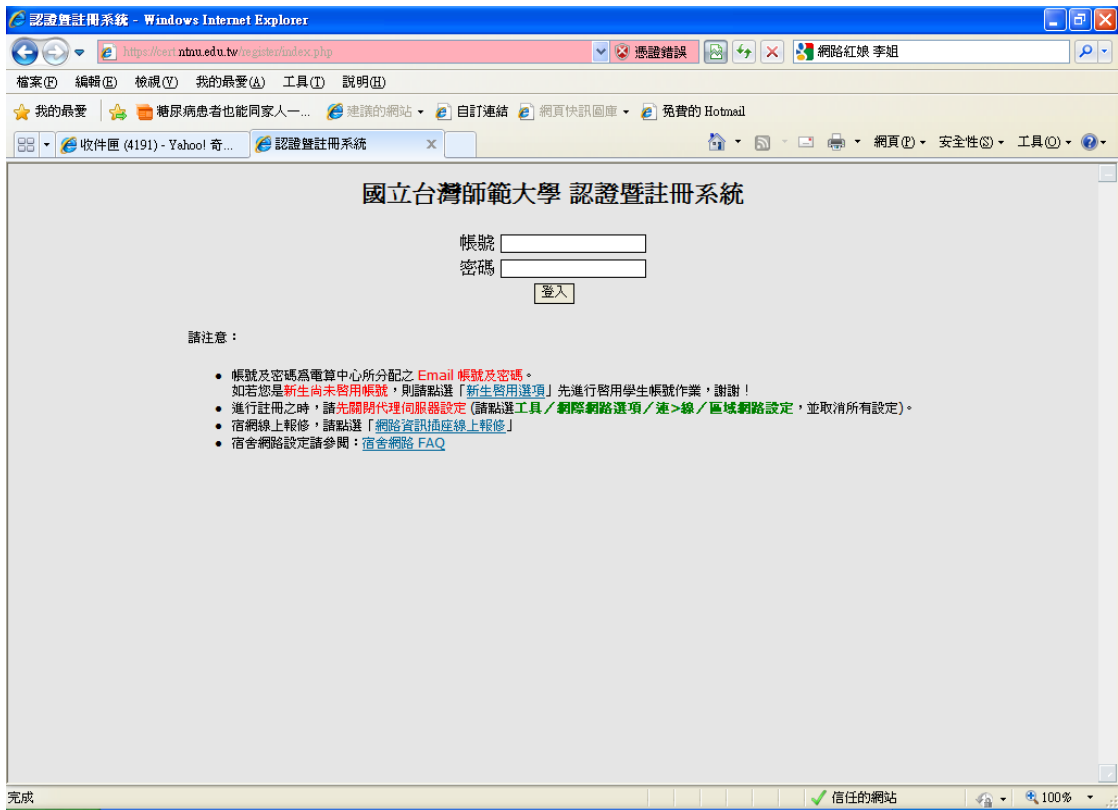 認證暨註冊系統 - Windows Internet Explorer
https://cert.ntnu.edu.tw/register/index.php 憑證錯誤 網路紅娘 李姐
檔案(F) 編輯(E) 檢視(V) 我的最愛(A) 工具(T) 說明(H)
我的最愛 糖尿病患者也能同家人一... 建議的網站 自訂連結 網頁快訊圖庫 免費的 Hotmail
收件匣 (4191) - Yahoo! 奇... 認證暨註冊系統 x 網頁(P) 安全性(S) 工具(O)
國立台灣師範大學 認證暨註冊系統
帳號
密碼
登入
請注意：
• 帳號及密碼為電算中心所分配之 Email 帳號及密碼。
如若您是新生尚未啓用帳號，則請點選「新生啓用選項」先進行啓用學生帳號作業，謝謝！
• 進行註冊之時，請先關閉代理伺服器設定 (請點選工具／網際網路選項／連>線／區域網路設定，並取消所有設定)。
• 宿網線上報修，請點選「網路資訊插座線上報修」
• 宿舍網路設定請參閱：宿舍網路 FAQ
完成 信任的網站 100%